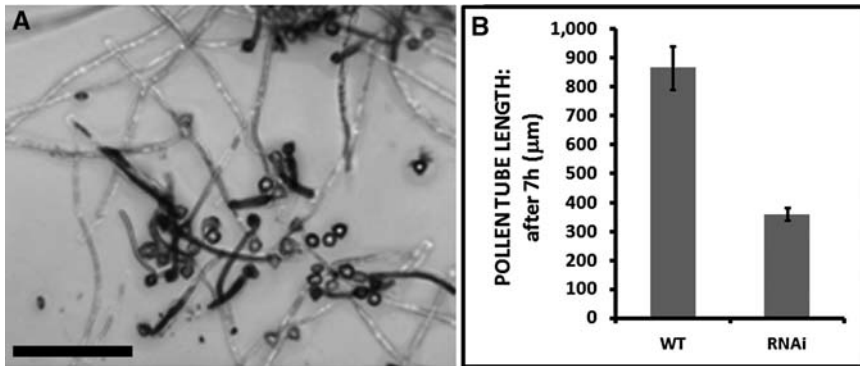 A
B
POLLEN TUBE LENGTH:
after 7h (μm)
1,000
900
800
700
600
500
400
300
200
100
0
WT
RNAi